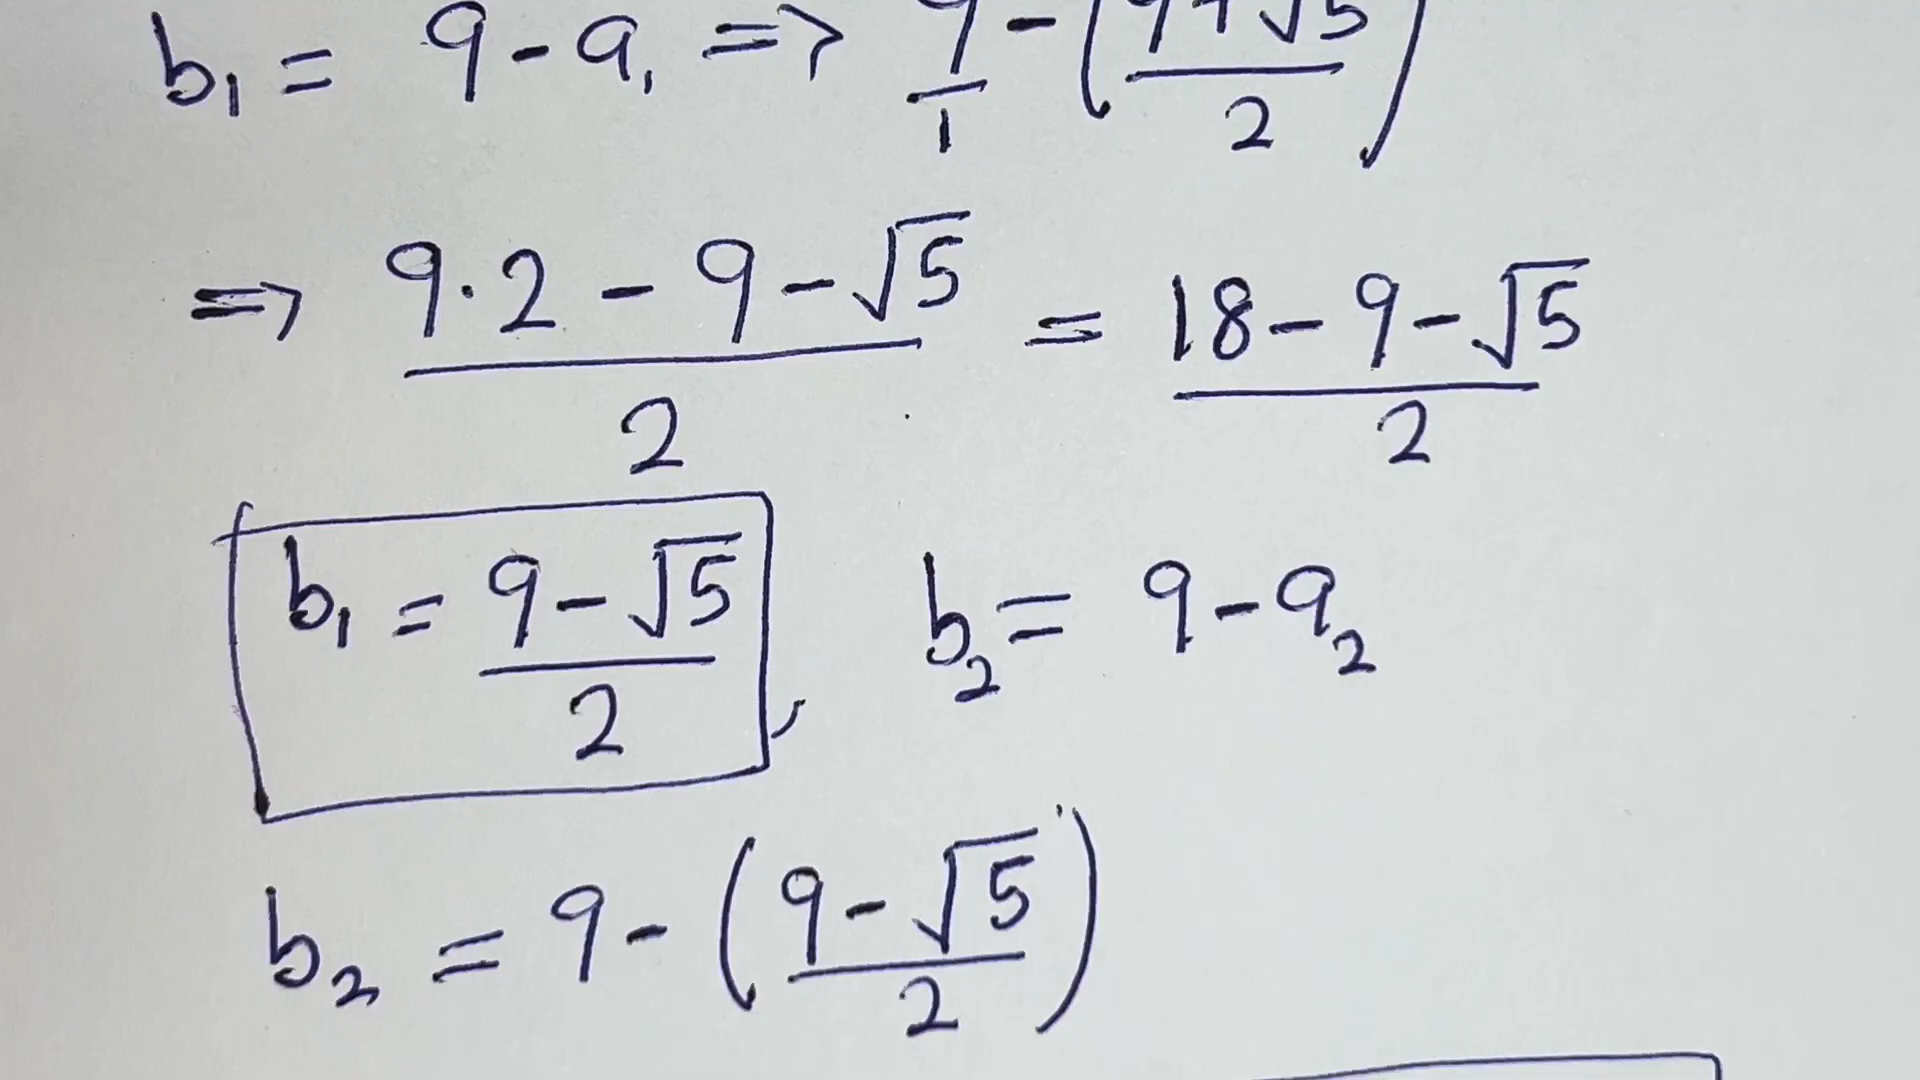 b₁ = 9 - a₁ => 9/1 - ((9+√5)/2)
=> (9·2 - 9 - √5)/2 = (18 - 9 - √5)/2
b₁ = (9 - √5)/2 , b₂ = 9 - a₂
b₂ = 9 - ((9 - √5)/2)